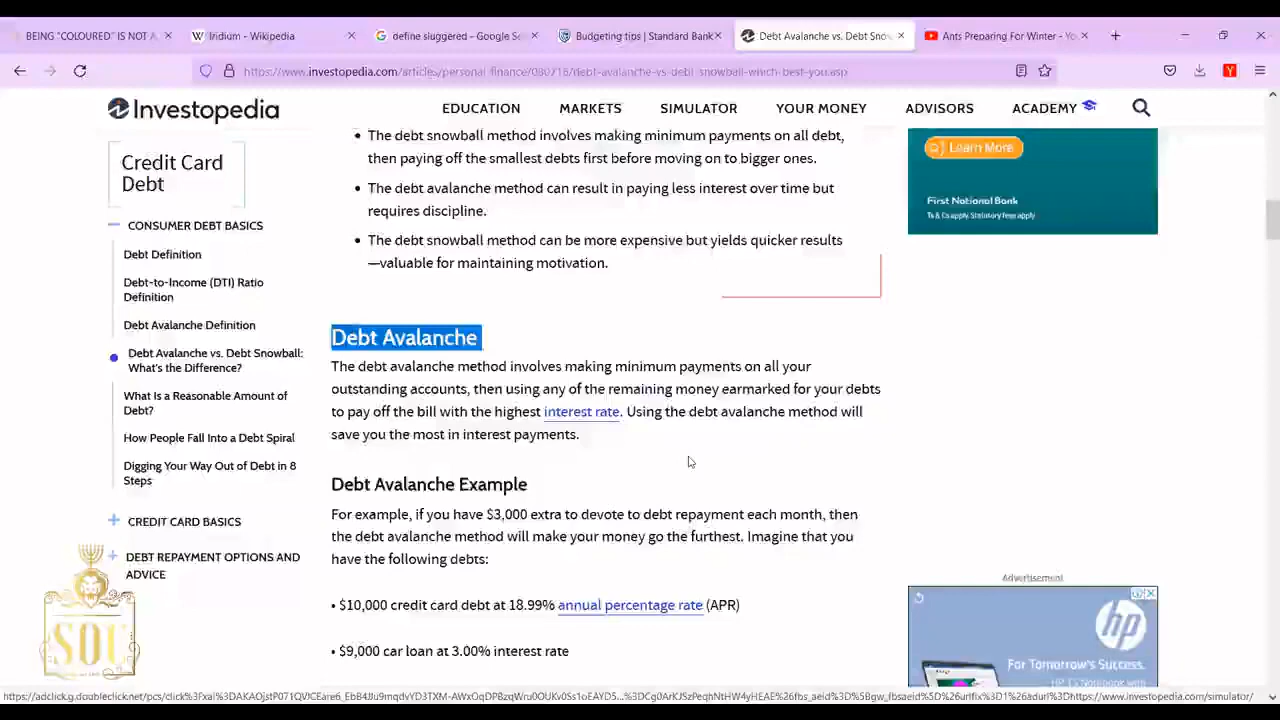 BEING "COLOURED" IS NOT A
Iridium - Wikipedia
define sluggered - Google Se
Budgeting tips | Standard Bank
Debt Avalanche vs. Debt Snow
Ants Preparing For Winter - You
https://www.investopedia.com/articles/personal-finance/080716/debt-avalanche-vs-debt-snowball-which-best-you.asp
Investopedia
EDUCATION
MARKETS
SIMULATOR
YOUR MONEY
ADVISORS
ACADEMY
Credit Card
Debt
CONSUMER DEBT BASICS
Debt Definition
Debt-to-Income (DTI) Ratio
Definition
Debt Avalanche Definition
Debt Avalanche vs. Debt Snowball:
What's the Difference?
What Is a Reasonable Amount of
Debt?
How People Fall Into a Debt Spiral
Digging Your Way Out of Debt in 8
Steps
CREDIT CARD BASICS
DEBT REPAYMENT OPTIONS AND
ADVICE
• The debt snowball method involves making minimum payments on all debt,
then paying off the smallest debts first before moving on to bigger ones.
• The debt avalanche method can result in paying less interest over time but
requires discipline.
• The debt snowball method can be more expensive but yields quicker results
—valuable for maintaining motivation.
Debt Avalanche
The debt avalanche method involves making minimum payments on all your
outstanding accounts, then using any of the remaining money earmarked for your debts
to pay off the bill with the highest interest rate. Using the debt avalanche method will
save you the most in interest payments.
Debt Avalanche Example
For example, if you have $3,000 extra to devote to debt repayment each month, then
the debt avalanche method will make your money go the furthest. Imagine that you
have the following debts:
• $10,000 credit card debt at 18.99% annual percentage rate (APR)
• $9,000 car loan at 3.00% interest rate
Learn More
First National Bank
Ts & Cs apply. Statutory fees apply
Advertisement
hp
For Tomorrow's Success.
SOU